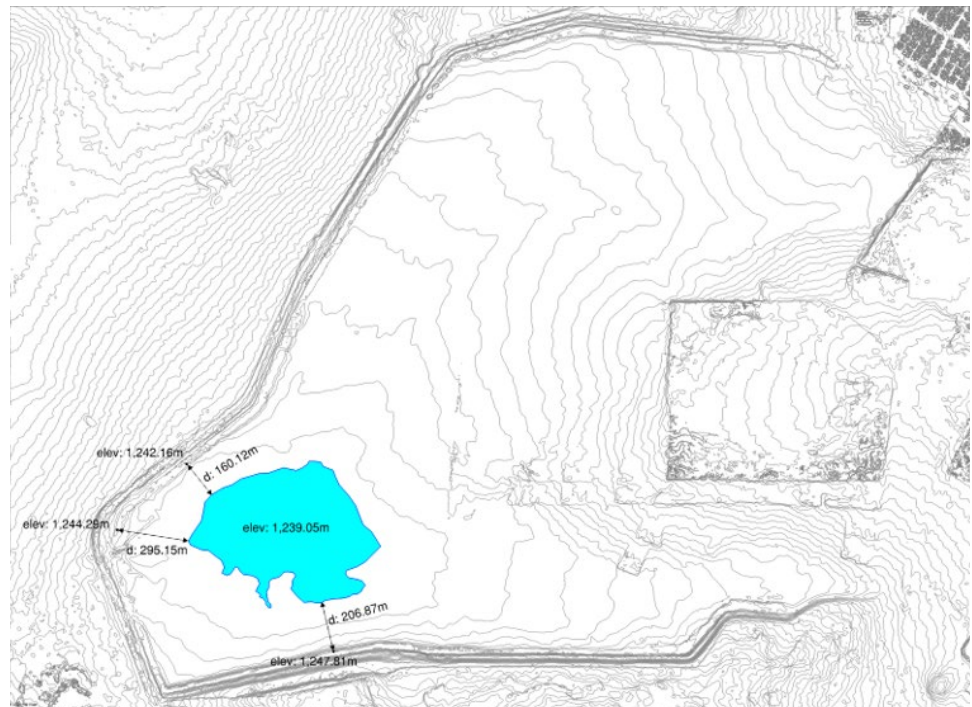 elev: 1,242.16m
d: 160.12m
elev: 1,244.28m
elev: 1,239.05m
d: 295.15m
d: 206.87m
elev: 1,247.81m